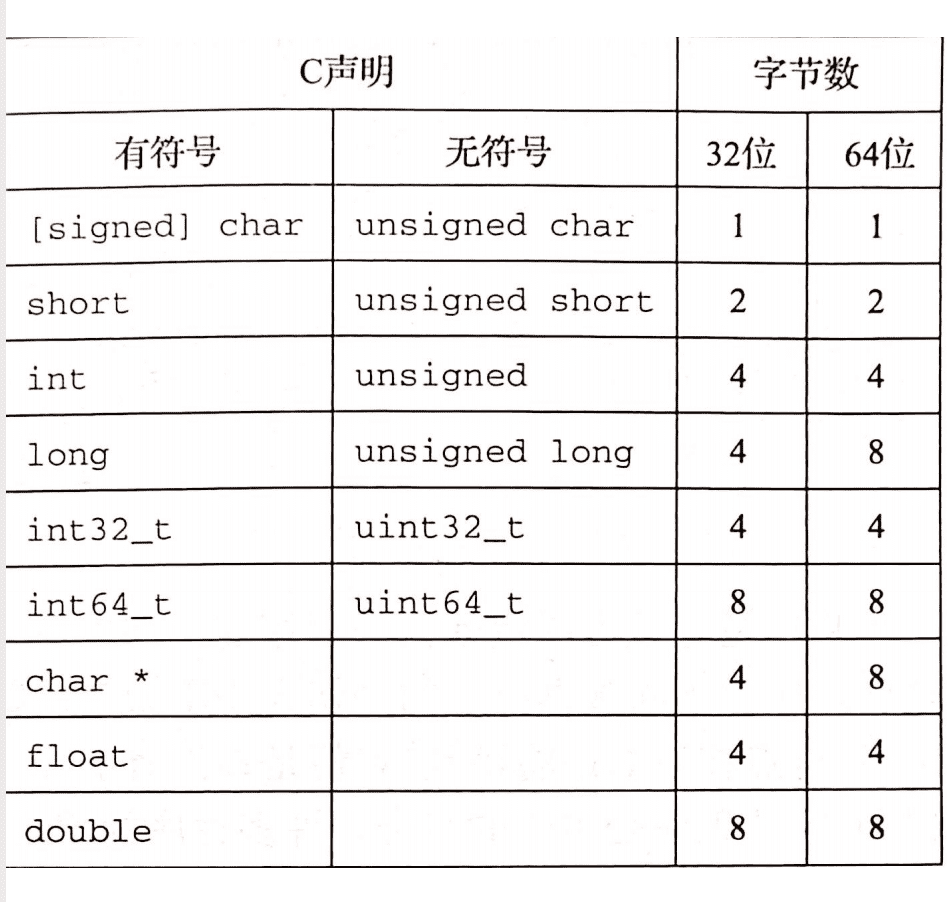 C声明 字节数
有符号 无符号 32位 64位
[signed] char unsigned char 1 1
short unsigned short 2 2
int unsigned 4 4
long unsigned long 4 8
int32_t uint32_t 4 4
int64_t uint64_t 8 8
char * 4 8
float 4 4
double 8 8